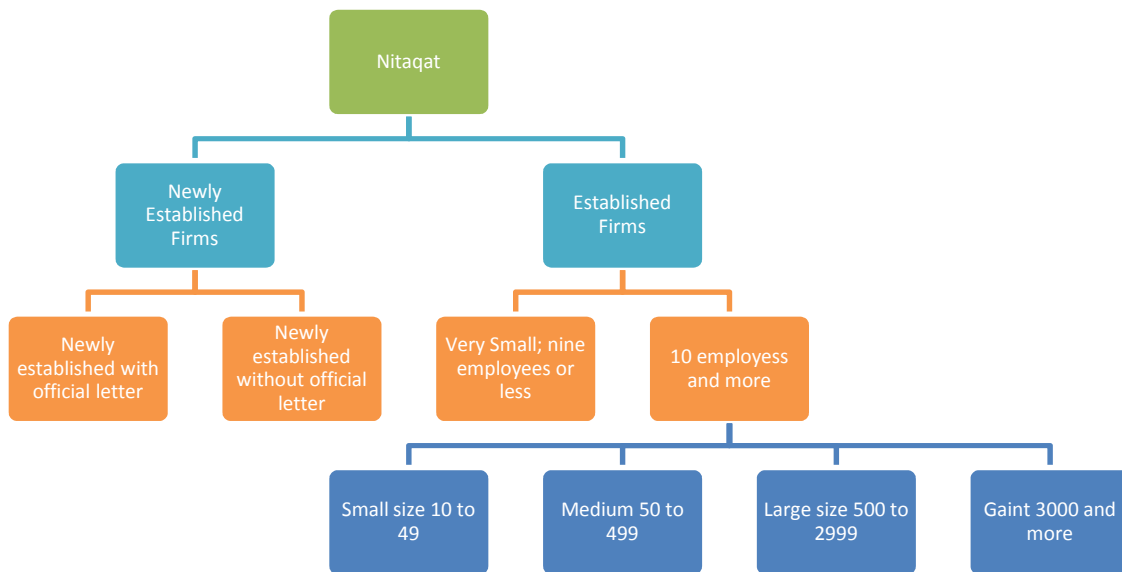 Nitaqat
Newly
Established
Firms
Established
Firms
Newly
established with
official letter
Newly
established
without official
letter
Very Small; nine
employees or
less
10 employess
and more
Small size 10 to
49
Medium 50 to
499
Large size 500 to
2999
Gaint 3000 and
more